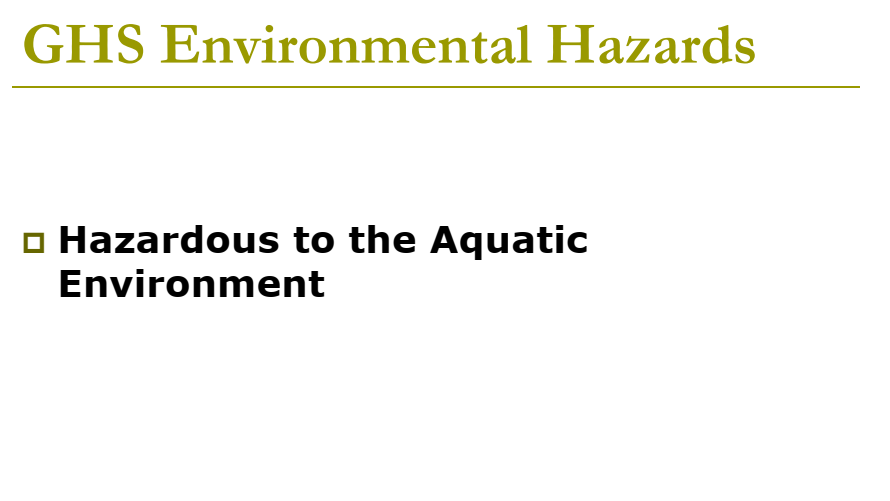 GHS Environmental Hazards
Hazardous to the Aquatic
Environment